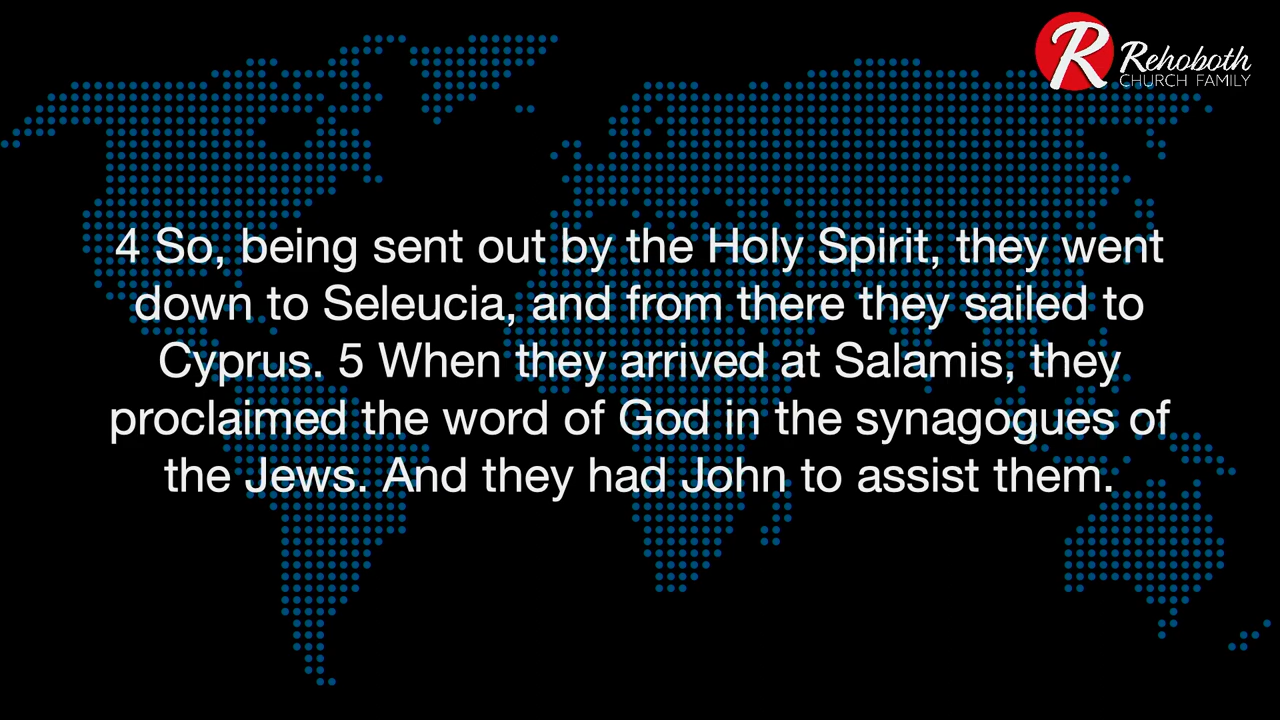 R Rehoboth
CHURCH FAMILY
4 So, being sent out by the Holy Spirit, they went
down to Seleucia, and from there they sailed to
Cyprus. 5 When they arrived at Salamis, they
proclaimed the word of God in the synagogues of
the Jews. And they had John to assist them.